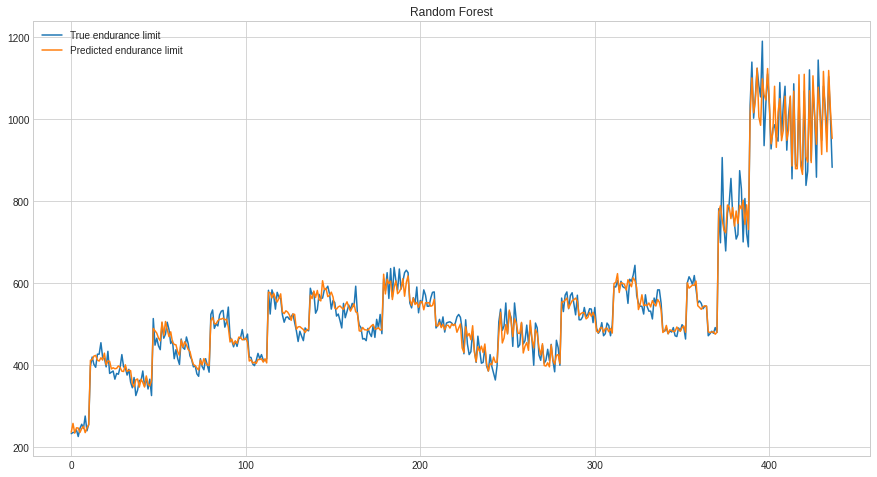 Random Forest
True endurance limit
Predicted endurance limit
1200
1000
800
600
400
200
0 100 200 300 400